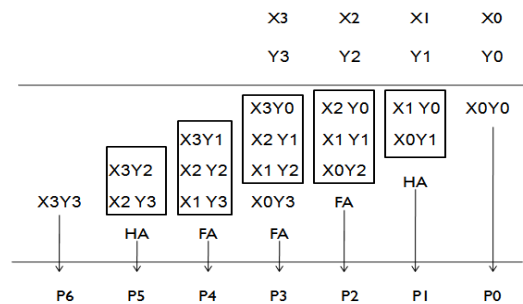 X3 X2 X1 X0
Y3 Y2 Y1 Y0
X3Y0 X2 Y0 X1 Y0 X0Y0
X3Y1 X2 Y1 X1 Y1 X0Y1
X3Y2 X2 Y2 X1 Y2 X0Y2
X3Y3 X2 Y3 X1 Y3 X0Y3
HA
FA
HA FA FA
P6 P5 P4 P3 P2 P1 P0